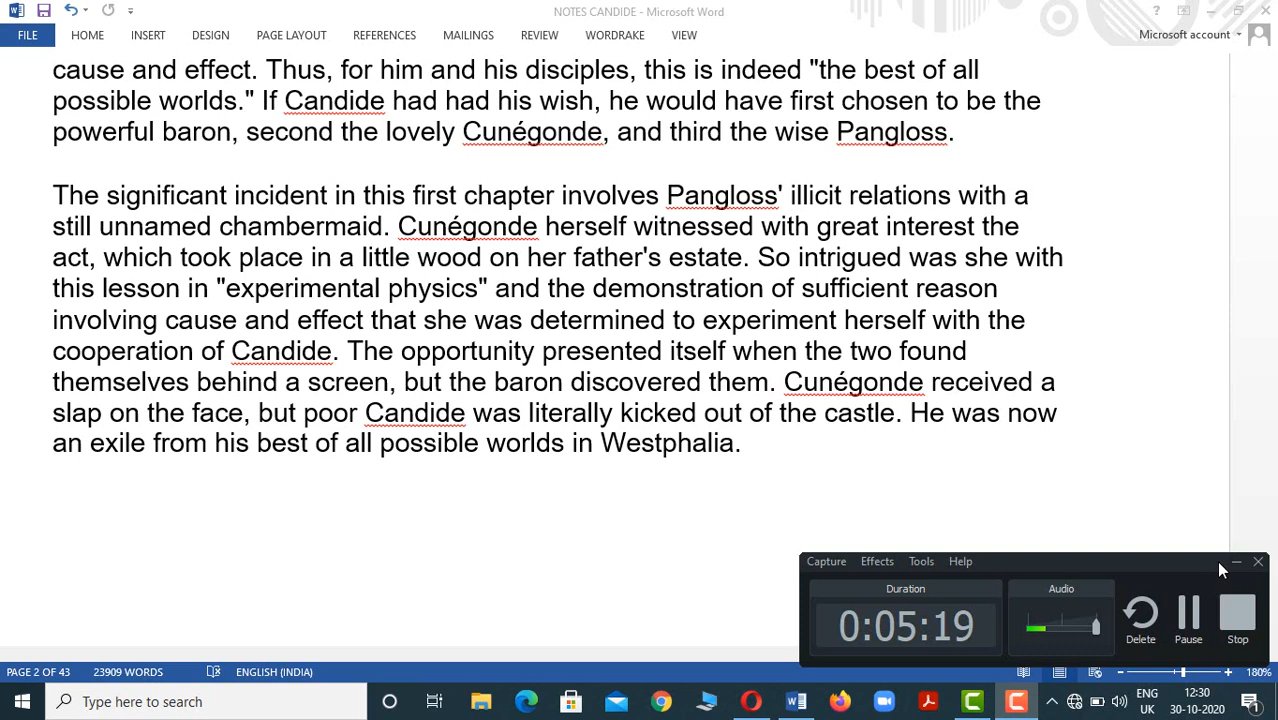 NOTES CANDIDE - Microsoft Word
?
FILE HOME INSERT DESIGN PAGE LAYOUT REFERENCES MAILINGS REVIEW WORDRAKE VIEW Microsoft account
cause and effect. Thus, for him and his disciples, this is indeed "the best of all
possible worlds." If Candide had had his wish, he would have first chosen to be the
powerful baron, second the lovely Cunégonde, and third the wise Pangloss.
The significant incident in this first chapter involves Pangloss' illicit relations with a
still unnamed chambermaid. Cunégonde herself witnessed with great interest the
act, which took place in a little wood on her father's estate. So intrigued was she with
this lesson in "experimental physics" and the demonstration of sufficient reason
involving cause and effect that she was determined to experiment herself with the
cooperation of Candide. The opportunity presented itself when the two found
themselves behind a screen, but the baron discovered them. Cunégonde received a
slap on the face, but poor Candide was literally kicked out of the castle. He was now
an exile from his best of all possible worlds in Westphalia.
Capture Effects Tools Help
Duration Audio
0:05:19
Delete Pause Stop
PAGE 2 OF 43 23909 WORDS ENGLISH (INDIA) 180%
Type here to search
ENG 12:30
UK 30-10-2020
1